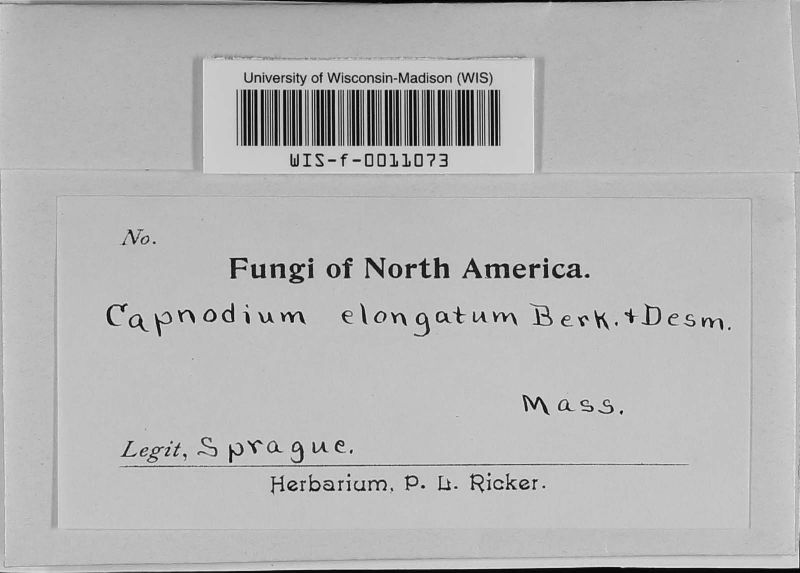 University of Wisconsin-Madison (WIS)
WIS-f-0011073
No.
Fungi of North America.
Capnodium elongatum Berk. + Desm.
Mass.
Legit, Sprague.
Herbarium, P. L. Ricker.